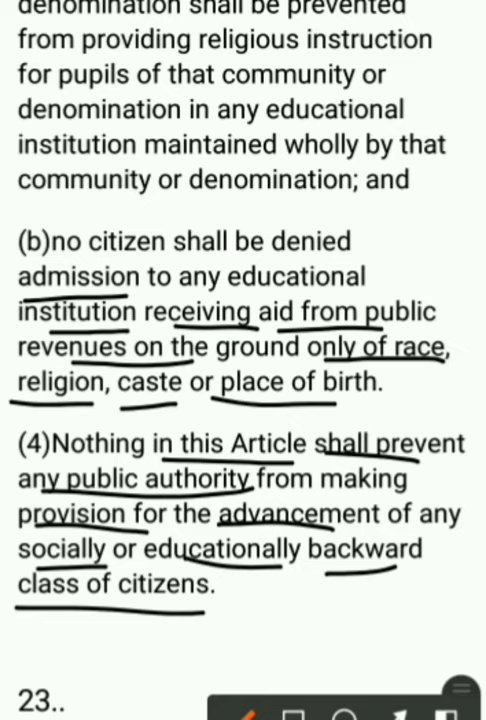 denomination shall be prevented
from providing religious instruction
for pupils of that community or
denomination in any educational
institution maintained wholly by that
community or denomination; and
(b)no citizen shall be denied
admission to any educational
institution receiving aid from public
revenues on the ground only of race,
religion, caste or place of birth.
(4)Nothing in this Article shall prevent
any public authority from making
provision for the advancement of any
socially or educationally backward
class of citizens.
23..